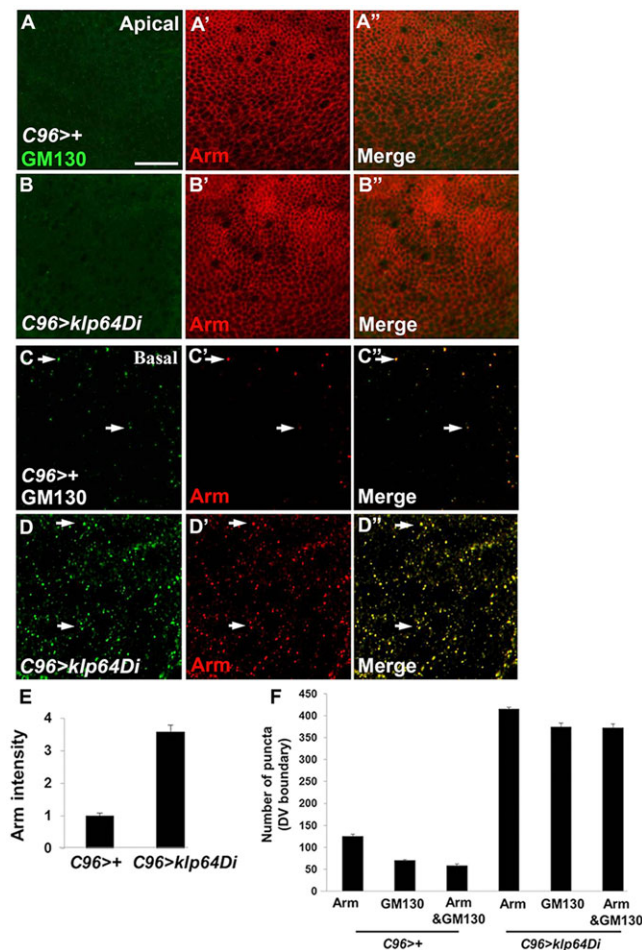 A Apical A' A"
C96>+
GM130 Arm Merge
B B' B"
C96>klp64Di Arm Merge
C Basal C' C"
C96>+
GM130 Arm Merge
D D' D"
C96>klp64Di Arm Merge
E
Arm intensity
4
3
2
1
0
C96>+ C96>klp64Di
F
Number of puncta
(DV boundary)
450
400
350
300
250
200
150
100
50
0
Arm GM130 Arm &GM130 Arm GM130 Arm &GM130
C96>+ C96>klp64Di